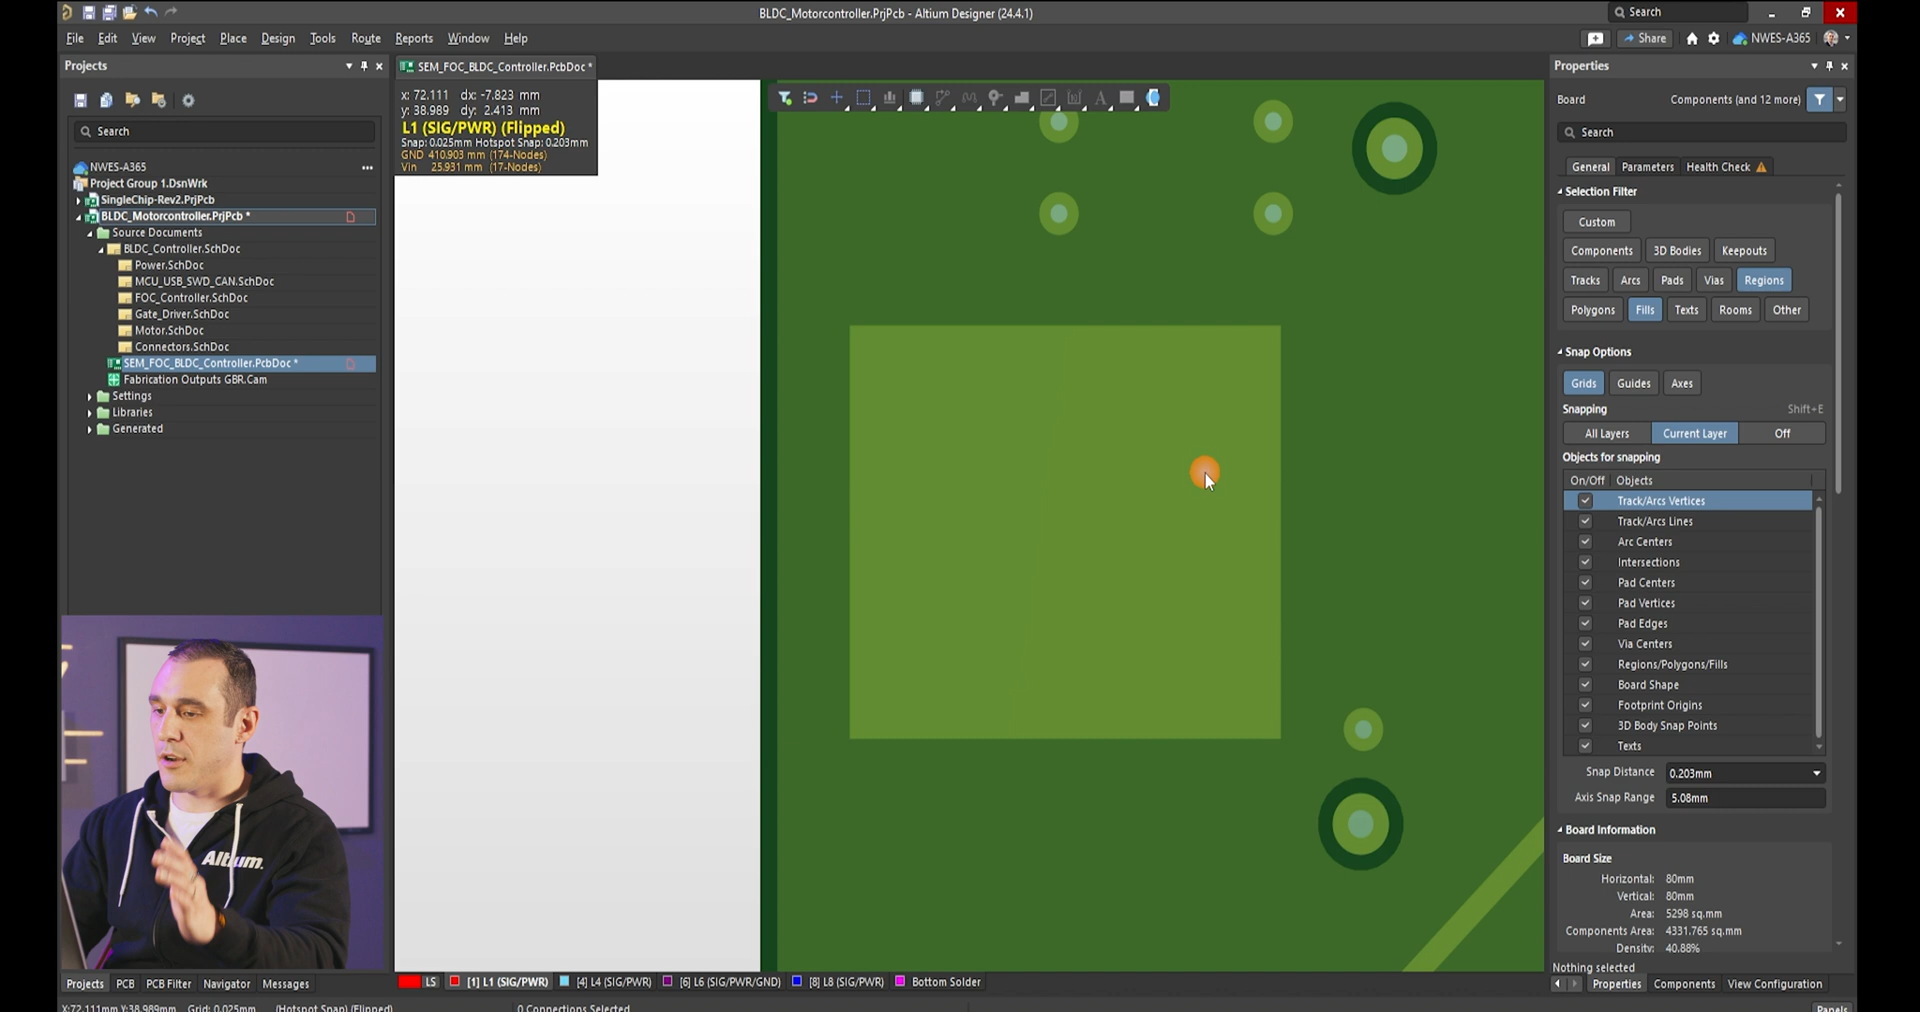 BLDC_Motorcontroller.PrjPcb - Altium Designer (24.4.1)
Search
File Edit View Project Place Design Tools Route Reports Window Help
Share
NWES-A365
Projects
Search
NWES-A365
Project Group 1.DsnWrk
SingleChip-Rev2.PrjPcb
BLDC_Motorcontroller.PrjPcb *
Source Documents
BLDC_Controller.SchDoc
Power.SchDoc
MCU_USB_SWD_CAN.SchDoc
FOC_Controller.SchDoc
Gate_Driver.SchDoc
Motor.SchDoc
Connectors.SchDoc
SEM_FOC_BLDC_Controller.PcbDoc *
Fabrication Outputs GBR.Cam
Settings
Libraries
Generated
Altium.
Projects PCB PCB Filter Navigator Messages
SEM_FOC_BLDC_Controller.PcbDoc *
x: 72.111 dx: -7.823 mm
y: 38.989 dy: 2.413 mm
L1 (SIG/PWR) (Flipped)
Snap: 0.025mm Hotspot Snap: 0.203mm
GND 410.903 mm (174-Nodes)
Vin 25.931 mm (17-Nodes)
LS [1] L1 (SIG/PWR) [4] L4 (SIG/PWR) [6] L6 (SIG/PWR/GND) [8] L8 (SIG/PWR) Bottom Solder
Properties
Board Components (and 12 more)
Search
General Parameters Health Check
Selection Filter
Custom
Components 3D Bodies Keepouts
Tracks Arcs Pads Vias Regions
Polygons Fills Texts Rooms Other
Snap Options
Grids Guides Axes
Snapping Shift+E
All Layers Current Layer Off
Objects for snapping
On/Off Objects
Track/Arcs Vertices
Track/Arcs Lines
Arc Centers
Intersections
Pad Centers
Pad Vertices
Pad Edges
Via Centers
Regions/Polygons/Fills
Board Shape
Footprint Origins
3D Body Snap Points
Texts
Snap Distance 0.203mm
Axis Snap Range 5.08mm
Board Information
Board Size
Horizontal: 80mm
Vertical: 80mm
Area: 5298 sq.mm
Components Area: 4331.765 sq.mm
Density: 40.88%
Nothing selected
Properties Components View Configuration
X:72.111mm Y:38.989mm Grid: 0.025mm (Hotspot Snap) (Flipped) 0 Connections Selected
Panels